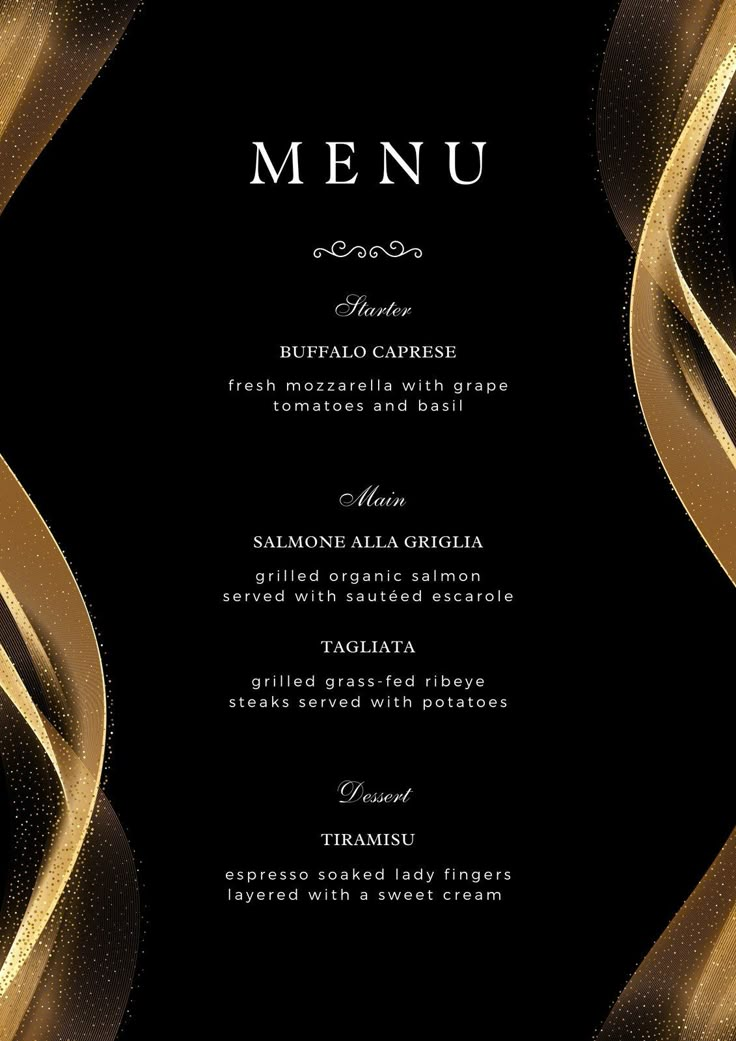 MENU
Starter
BUFFALO CAPRESE
fresh mozzarella with grape
tomatoes and basil
Main
SALMONE ALLA GRIGLIA
grilled organic salmon
served with sautéed escarole
TAGLIATA
grilled grass-fed ribeye
steaks served with potatoes
Dessert
TIRAMISU
espresso soaked lady fingers
layered with a sweet cream